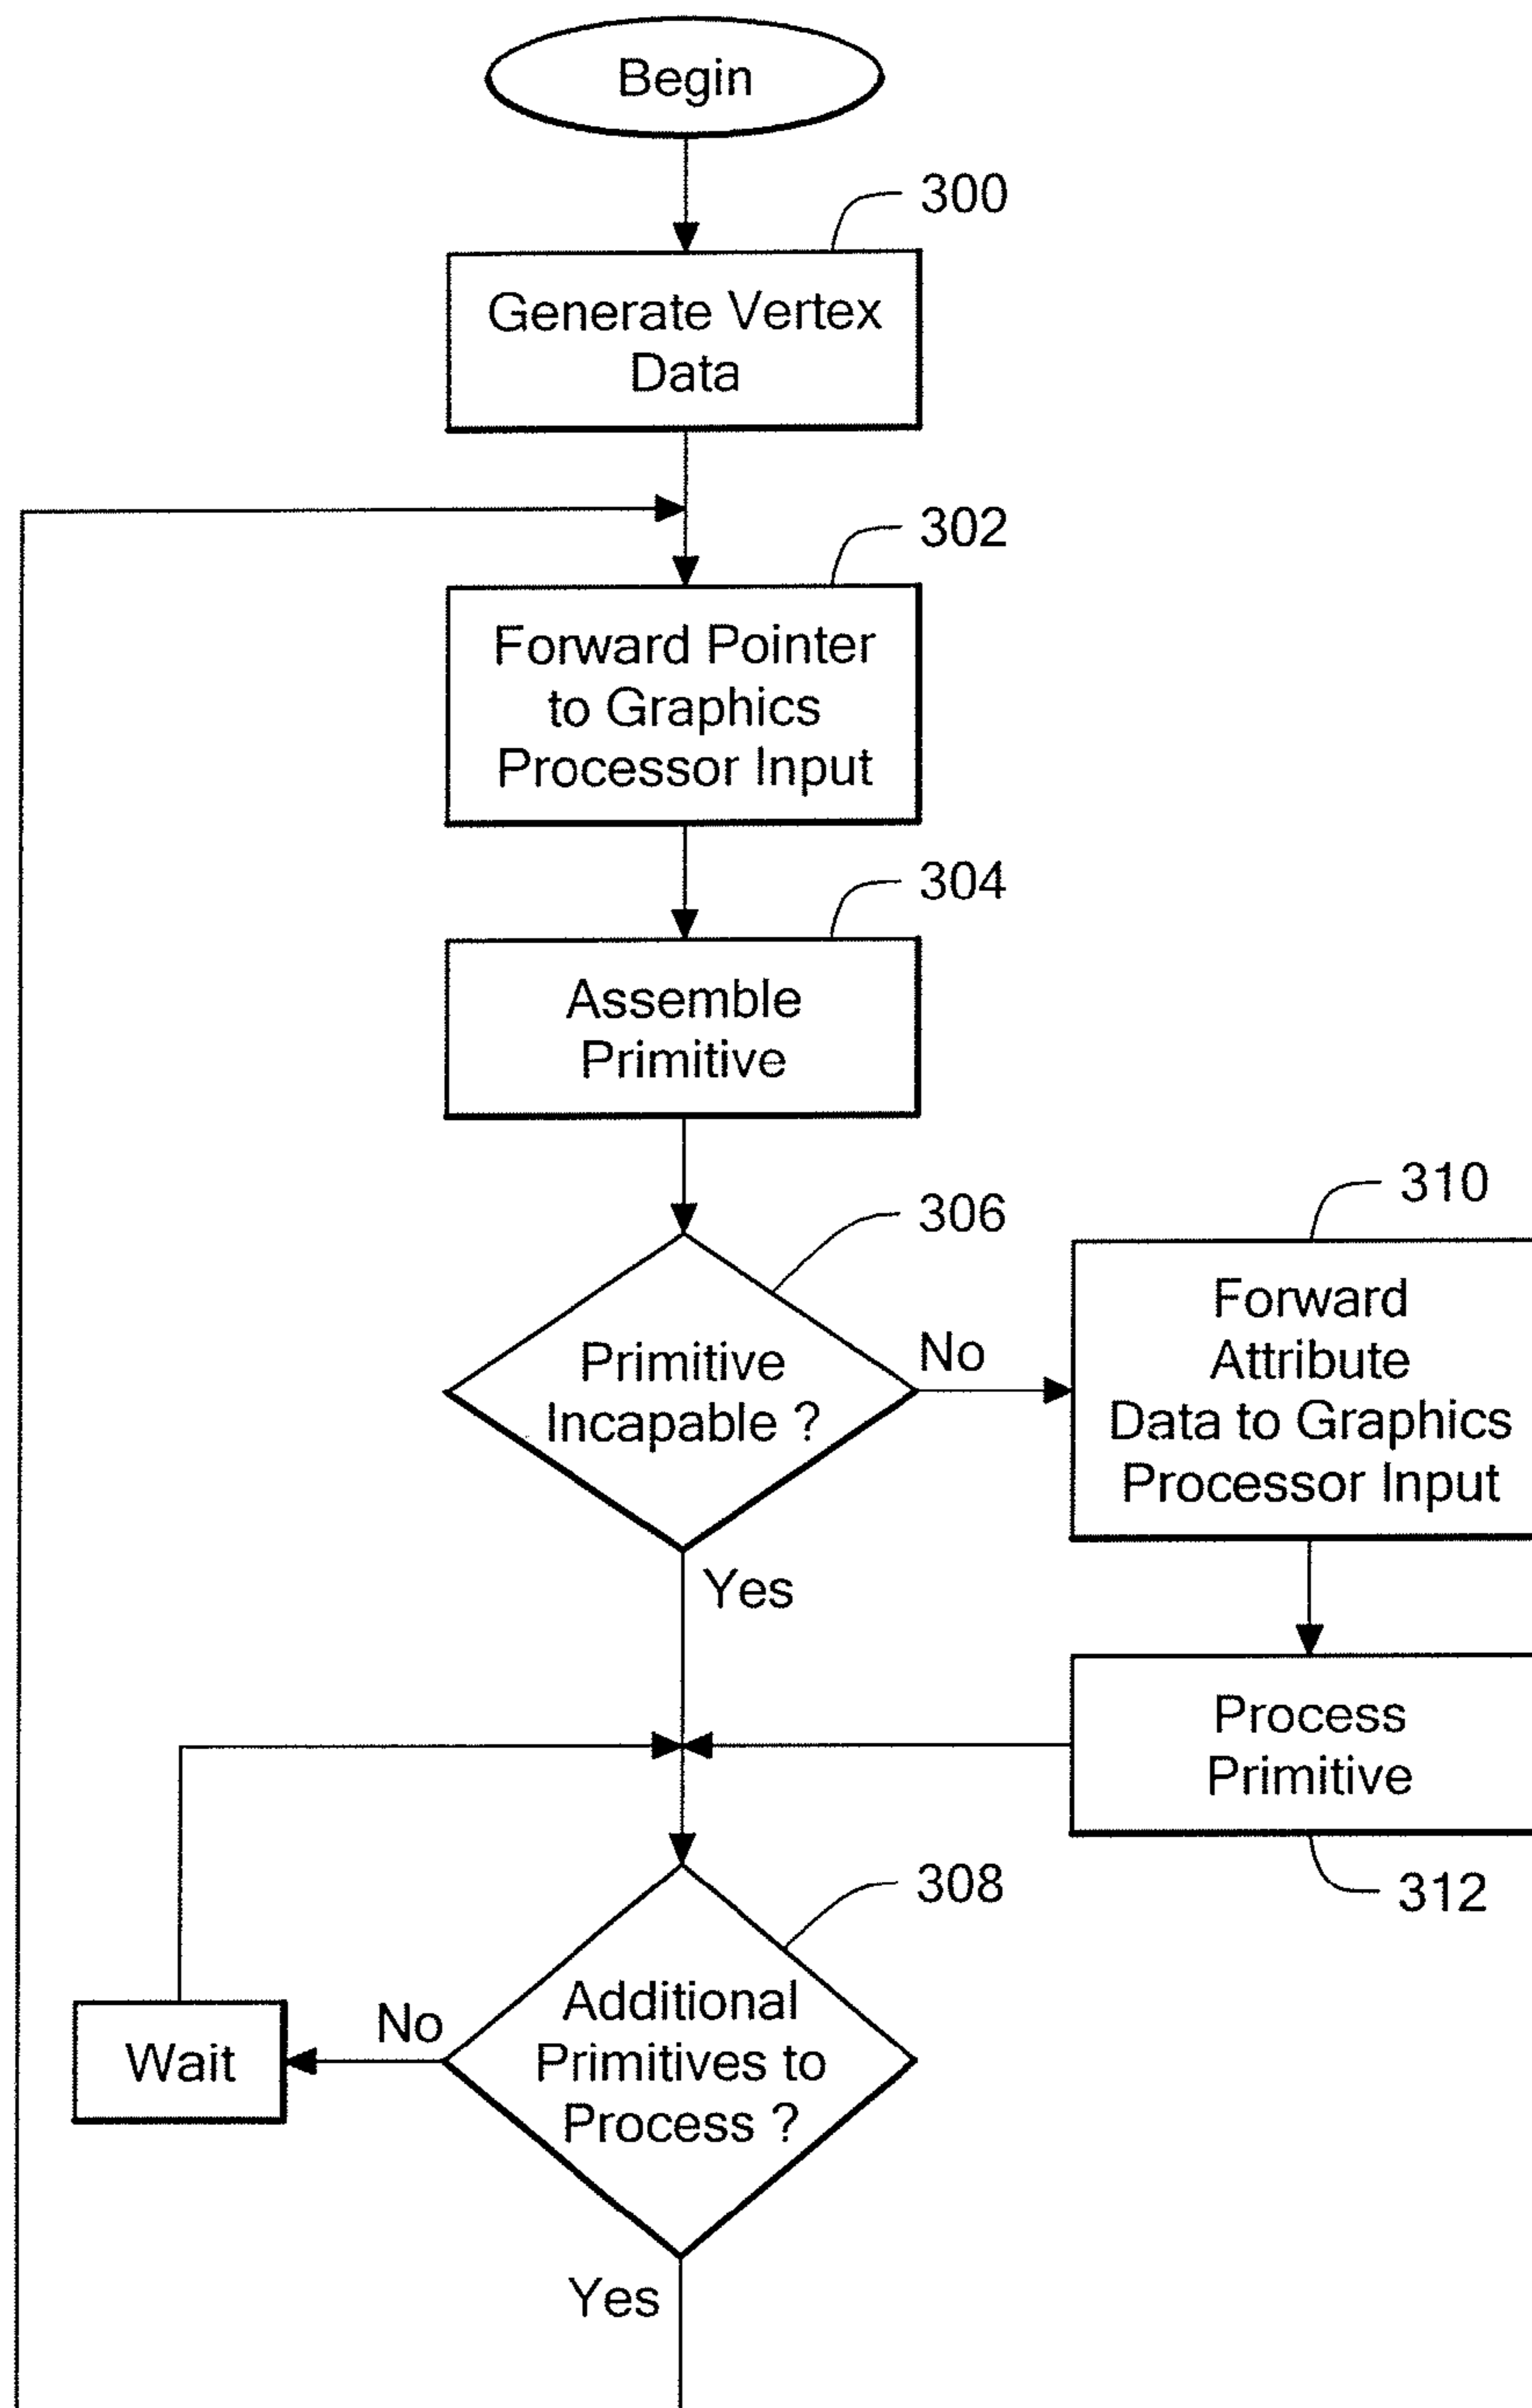 Begin
300
Generate Vertex
Data
302
Forward Pointer
to Graphics
Processor Input
304
Assemble
Primitive
306
Primitive
Incapable ?
No
Yes
310
Forward
Attribute
Data to Graphics
Processor Input
Process
Primitive
312
308
Additional
Primitives to
Process ?
No
Wait
Yes